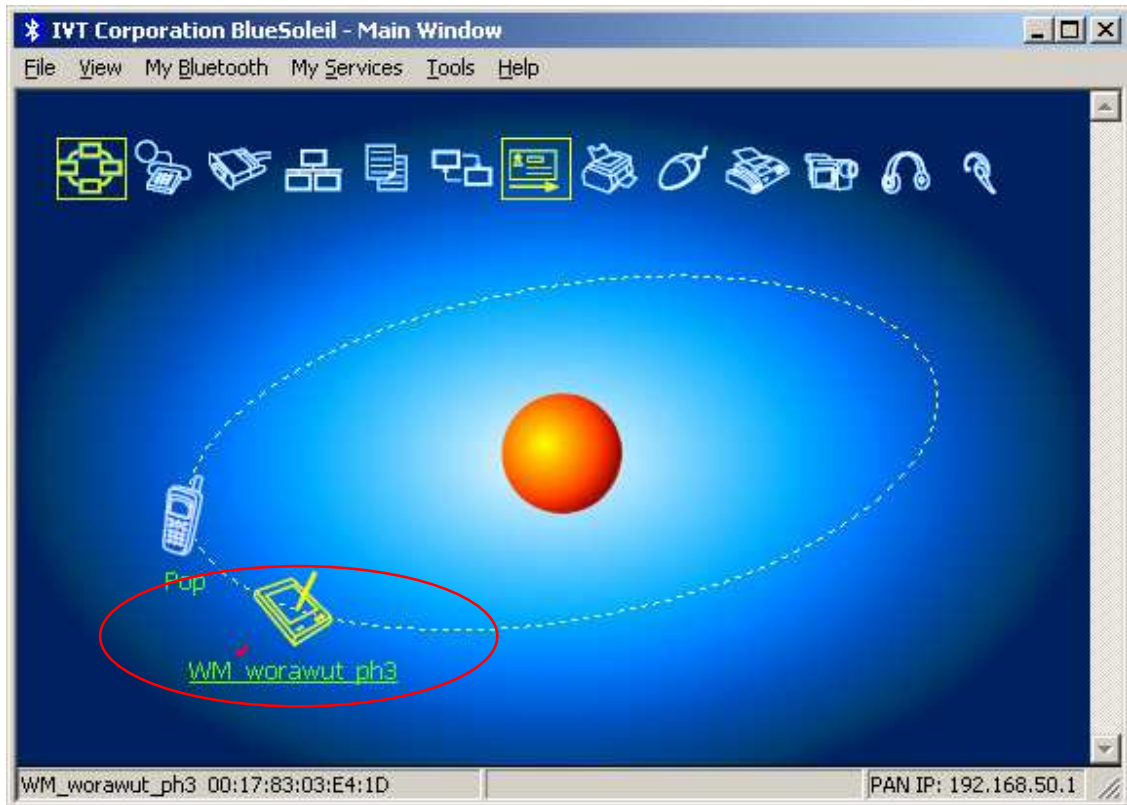 IVT Corporation BlueSoleil - Main Window
File View My Bluetooth My Services Tools Help
Pop
WM_worawut_ph3
WM_worawut_ph3 00:17:83:03:E4:1D PAN IP: 192.168.50.1